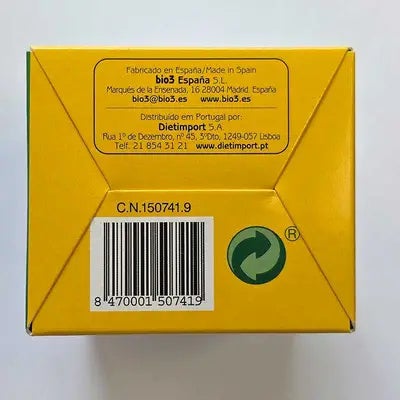 Fabricado en España/Made in Spain
bio3 España S.L.
Marqués de la Ensenada, 16 28004 Madrid. España
bio3@bio3.es www.bio3.es
Distribuido em Portugal por:
Dietimport S.A.
Rua 1º de Dezembro, nº 45, 3ºDto, 1249-057 Lisboa
Telf. 21 854 31 21 www.dietimport.pt
C.N.150741.9
®
8 470001 507419